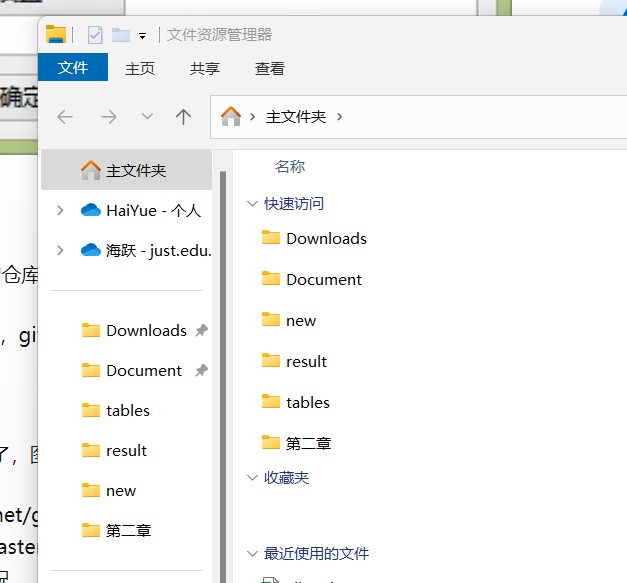 文件资源管理器
文件 主页 共享 查看
确定
主文件夹
主文件夹
HaiYue - 个人
海跃 - just.edu.
Downloads
Document
tables
result
new
第二章
名称
快速访问
Downloads
Document
new
result
tables
第二章
收藏夹
最近使用的文件
仓库
，gi
了，
net/g
aster